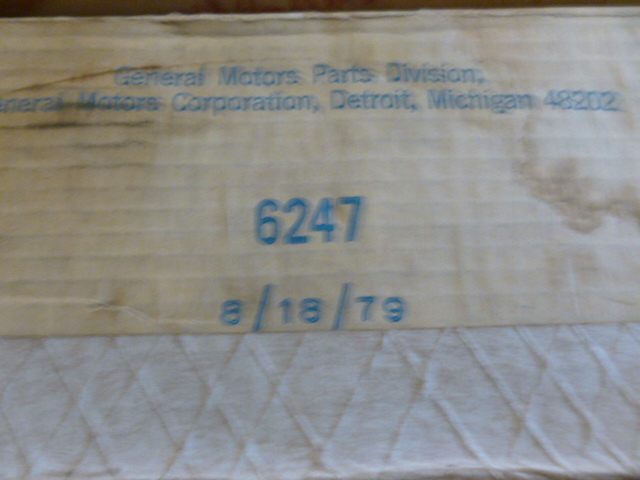 General Motors Parts Division,
General Motors Corporation, Detroit, Michigan 48202
6247
8/18/79